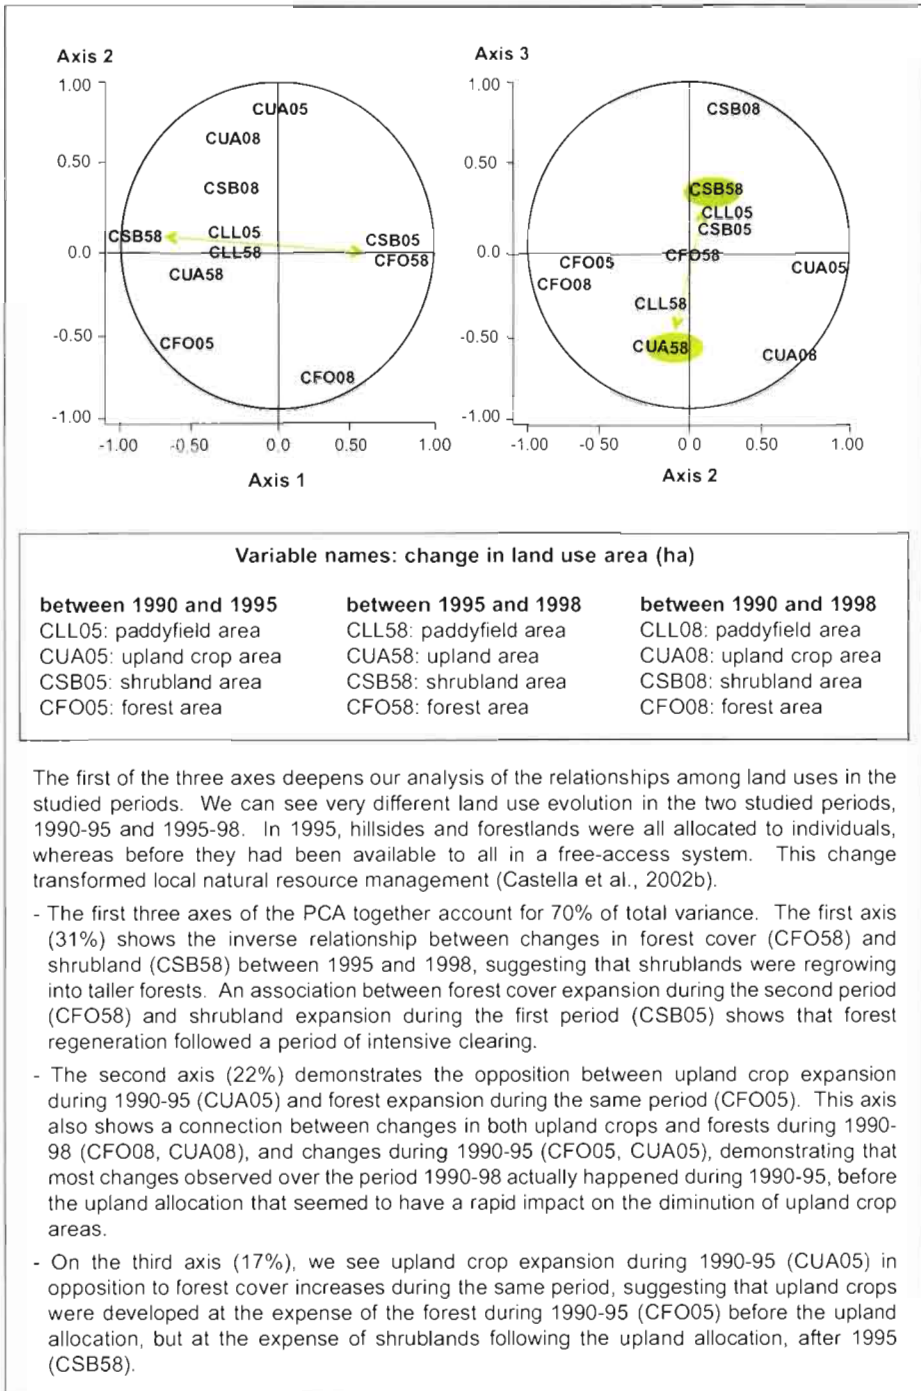 Axis 2
1.00
0.50
0.0
-0.50
-1.00
CUA05
CUA08
CSB08
CSB58
CLL05
CLL58
CSB05
CFO58
CUA58
CFO05
CFO08
-1.00 -0.50 0.0 0.50 1.00
Axis 1
Axis 3
1.00
0.50
0.0
-0.50
-1.00
CSB08
CSB58
CLL05
CSB05
CFO58
CFO05
CUA05
CFO08
CLL58
CUA58
CUA08
-1.00 -0.50 0 0 0.50 1.00
Axis 2
Variable names: change in land use area (ha)
between 1990 and 1995
CLL05: paddyfield area
CUA05: upland crop area
CSB05: shrubland area
CFO05: forest area
between 1995 and 1998
CLL58: paddyfield area
CUA58: upland area
CSB58: shrubland area
CFO58: forest area
between 1990 and 1998
CLL08: paddyfield area
CUA08: upland crop area
CSB08: shrubland area
CFO08: forest area
The first of the three axes deepens our analysis of the relationships among land uses in the
studied periods. We can see very different land use evolution in the two studied periods,
1990-95 and 1995-98. In 1995, hillsides and forestlands were all allocated to individuals,
whereas before they had been available to all in a free-access system. This change
transformed local natural resource management (Castella et al., 2002b).
- The first three axes of the PCA together account for 70% of total variance. The first axis
(31%) shows the inverse relationship between changes in forest cover (CFO58) and
shrubland (CSB58) between 1995 and 1998, suggesting that shrublands were regrowing
into taller forests. An association between forest cover expansion during the second period
(CFO58) and shrubland expansion during the first period (CSB05) shows that forest
regeneration followed a period of intensive clearing.
- The second axis (22%) demonstrates the opposition between upland crop expansion
during 1990-95 (CUA05) and forest expansion during the same period (CFO05). This axis
also shows a connection between changes in both upland crops and forests during 1990-
98 (CFO08, CUA08), and changes during 1990-95 (CFO05, CUA05), demonstrating that
most changes observed over the period 1990-98 actually happened during 1990-95, before
the upland allocation that seemed to have a rapid impact on the diminution of upland crop
areas.
- On the third axis (17%), we see upland crop expansion during 1990-95 (CUA05) in
opposition to forest cover increases during the same period, suggesting that upland crops
were developed at the expense of the forest during 1990-95 (CFO05) before the upland
allocation, but at the expense of shrublands following the upland allocation, after 1995
(CSB58).